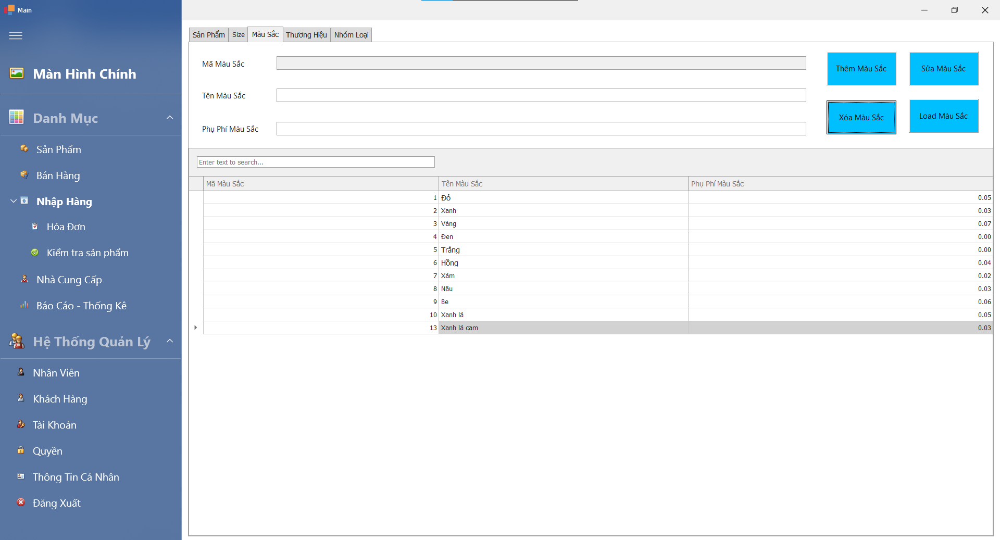 Main
Màn Hình Chính
Danh Mục
Sản Phẩm
Bán Hàng
Nhập Hàng
Hóa Đơn
Kiểm tra sản phẩm
Nhà Cung Cấp
Báo Cáo - Thống Kê
Hệ Thống Quản Lý
Nhân Viên
Khách Hàng
Tài Khoản
Quyền
Thông Tin Cá Nhân
Đăng Xuất
Sản Phẩm Size Màu Sắc Thương Hiệu Nhóm Loại
Mã Màu Sắc
Tên Màu Sắc
Phụ Phí Màu Sắc
Thêm Màu Sắc Sửa Màu Sắc
Xóa Màu Sắc Load Màu Sắc
Enter text to search...
Mã Màu Sắc Tên Màu Sắc Phụ Phí Màu Sắc
1 Đỏ 0.05
2 Xanh 0.03
3 Vàng 0.07
4 Đen 0.00
5 Trắng 0.00
6 Hồng 0.04
7 Xám 0.02
8 Nâu 0.03
9 Be 0.06
10 Xanh lá 0.05
13 Xanh lá cam 0.03